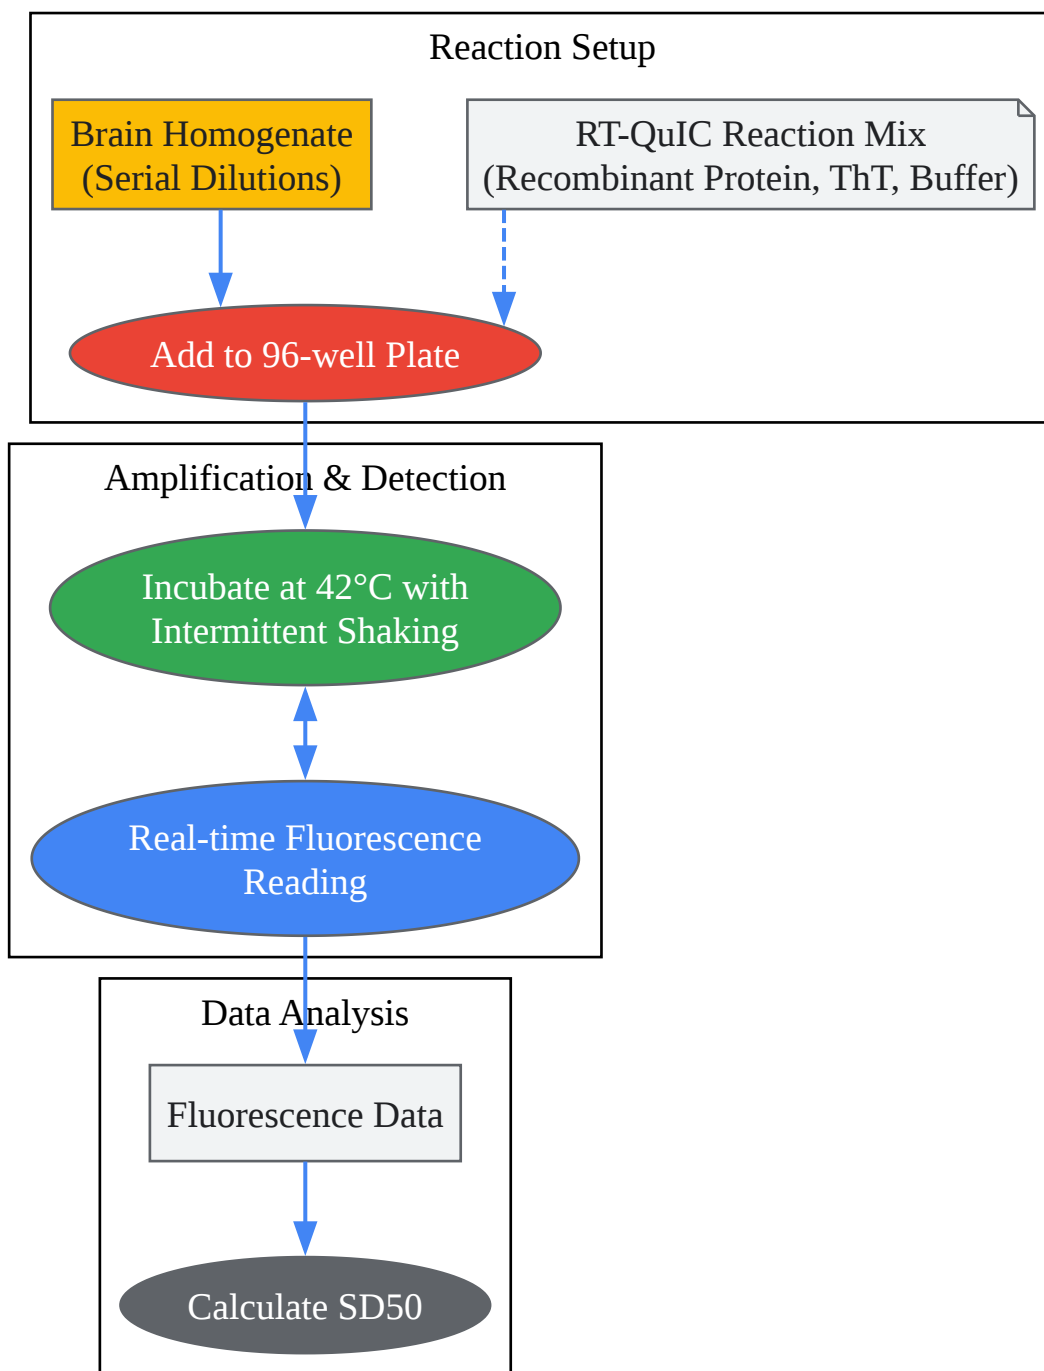 Reaction Setup
Brain Homogenate
(Serial Dilutions)
RT-QuIC Reaction Mix
(Recombinant Protein, ThT, Buffer)
Add to 96-well Plate
Amplification & Detection
Incubate at 42°C with
Intermittent Shaking
Real-time Fluorescence
Reading
Data Analysis
Fluorescence Data
Calculate SD50